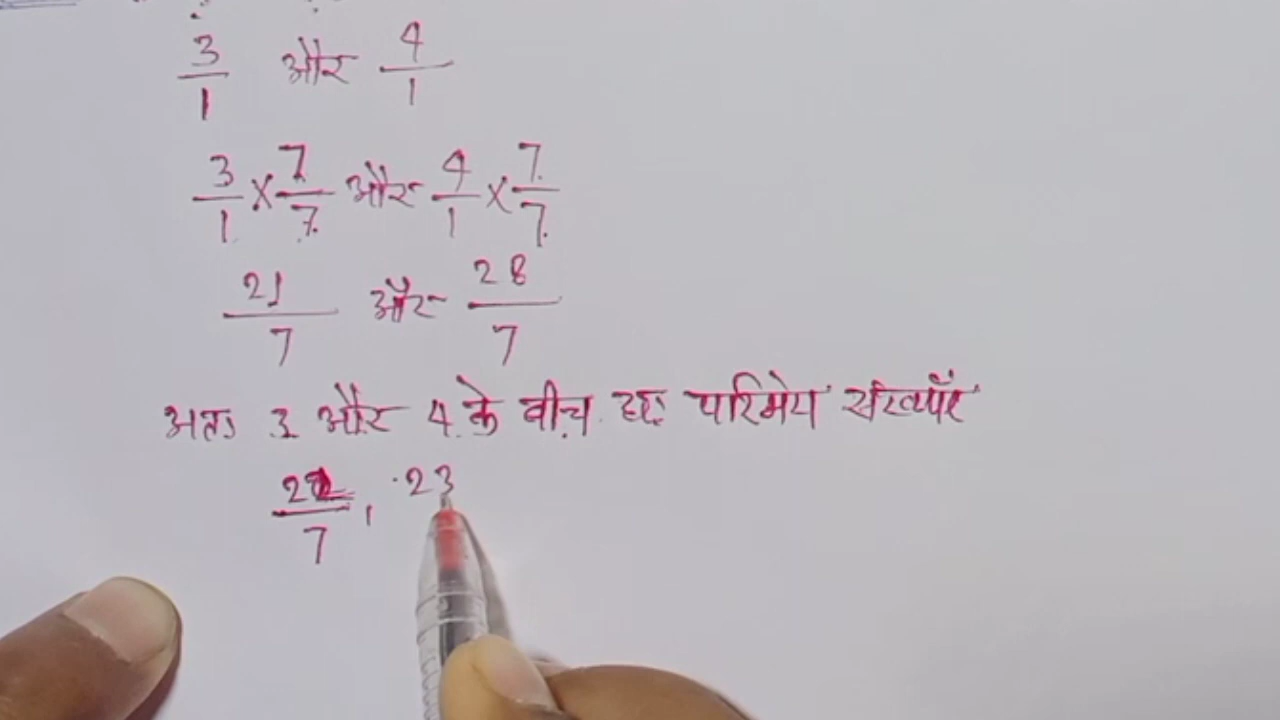 3/1 और 4/1
3/1 × 7/7 और 4/1 × 7/7
21/7 और 28/7
अतः 3 और 4 के बीच छः परिमेय संख्याएँ
22/7, 23